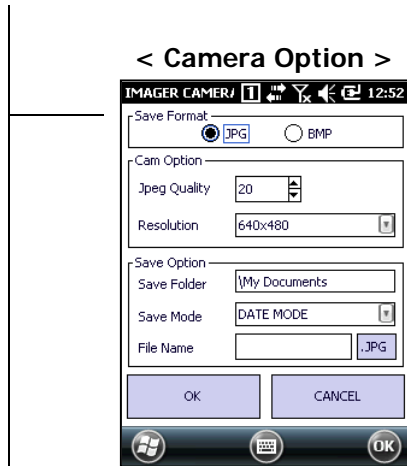 < Camera Option >
IMAGER CAMER 1 12:52
Save Format
JPG BMP
Cam Option
Jpeg Quality 20
Resolution 640x480
Save Option
Save Folder \My Documents
Save Mode DATE MODE
File Name .JPG
OK CANCEL
OK